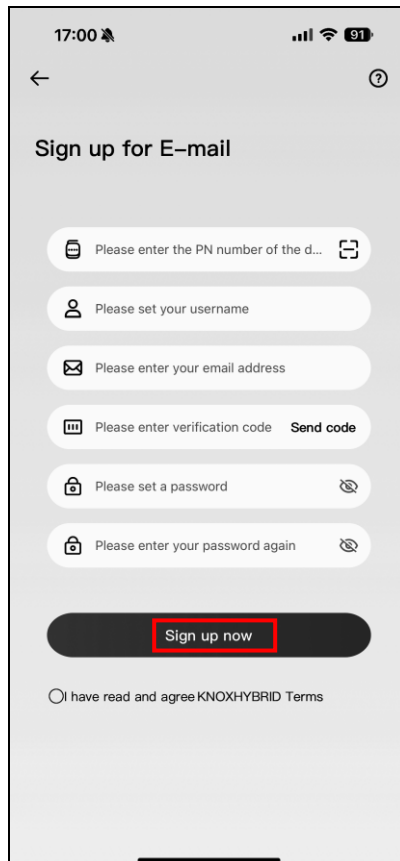 17:00
91
Sign up for E-mail
Please enter the PN number of the d...
Please set your username
Please enter your email address
Please enter verification code Send code
Please set a password
Please enter your password again
Sign up now
I have read and agree KNOXHYBRID Terms